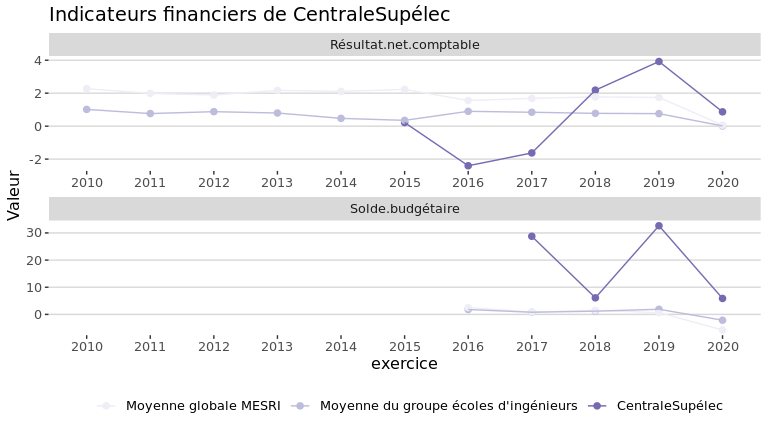 Indicateurs financiers de CentraleSupélec
Résultat.net.comptable
4
2
0
-2
2010 2011 2012 2013 2014 2015 2016 2017 2018 2019 2020
Valeur
Solde.budgétaire
30
20
10
0
2010 2011 2012 2013 2014 2015 2016 2017 2018 2019 2020
exercice
Moyenne globale MESRI Moyenne du groupe écoles d'ingénieurs CentraleSupélec